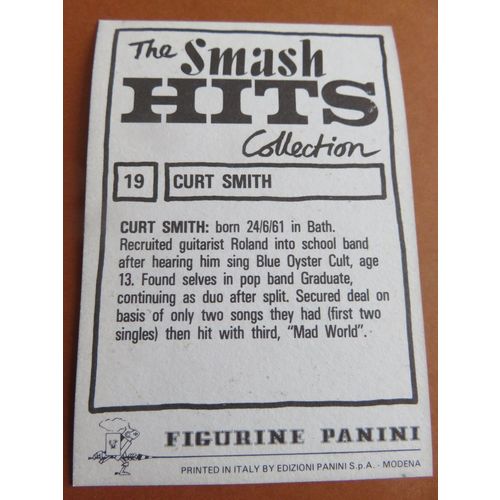 The Smash
HITS
Collection
19 CURT SMITH
CURT SMITH: born 24/6/61 in Bath.
Recruited guitarist Roland into school band
after hearing him sing Blue Oyster Cult, age
13. Found selves in pop band Graduate,
continuing as duo after split. Secured deal on
basis of only two songs they had (first two
singles) then hit with third, "Mad World".
FIGURINE PANINI
PRINTED IN ITALY BY EDIZIONI PANINI S.p.A. - MODENA